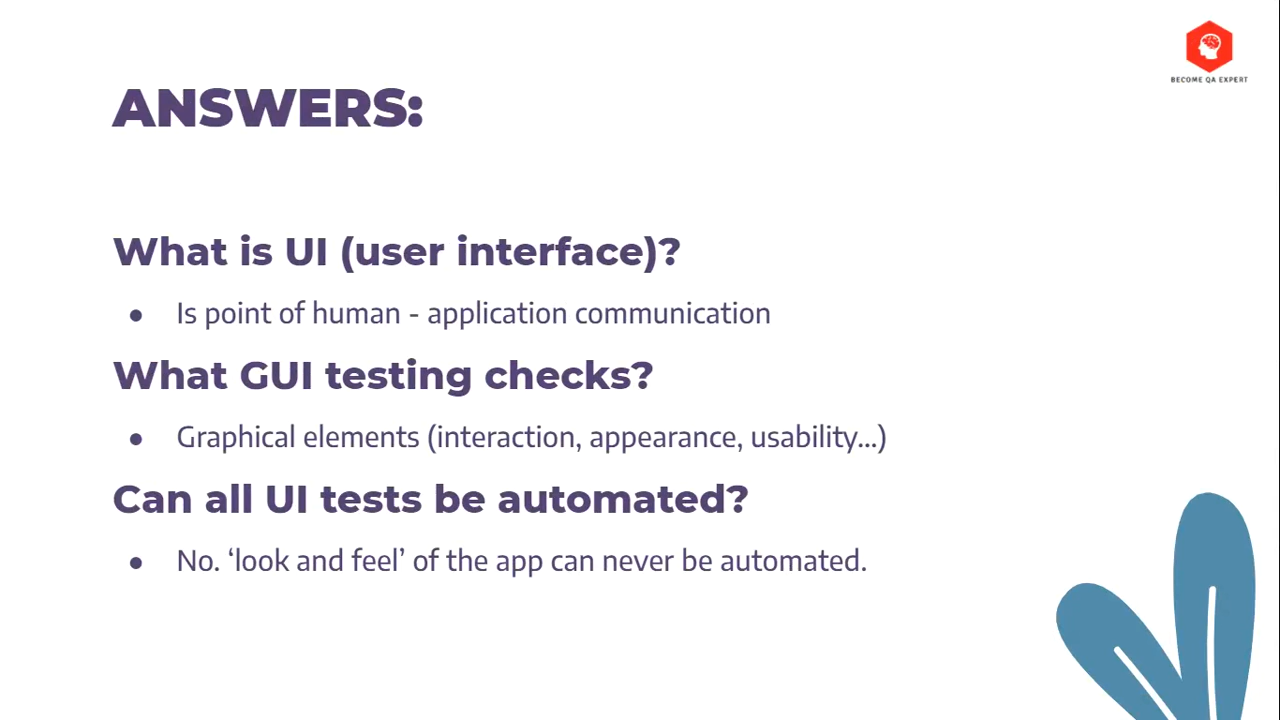 BECOME QA EXPERT
ANSWERS:
What is UI (user interface)?
● Is point of human - application communication
What GUI testing checks?
● Graphical elements (interaction, appearance, usability...)
Can all UI tests be automated?
● No. ‘look and feel’ of the app can never be automated.